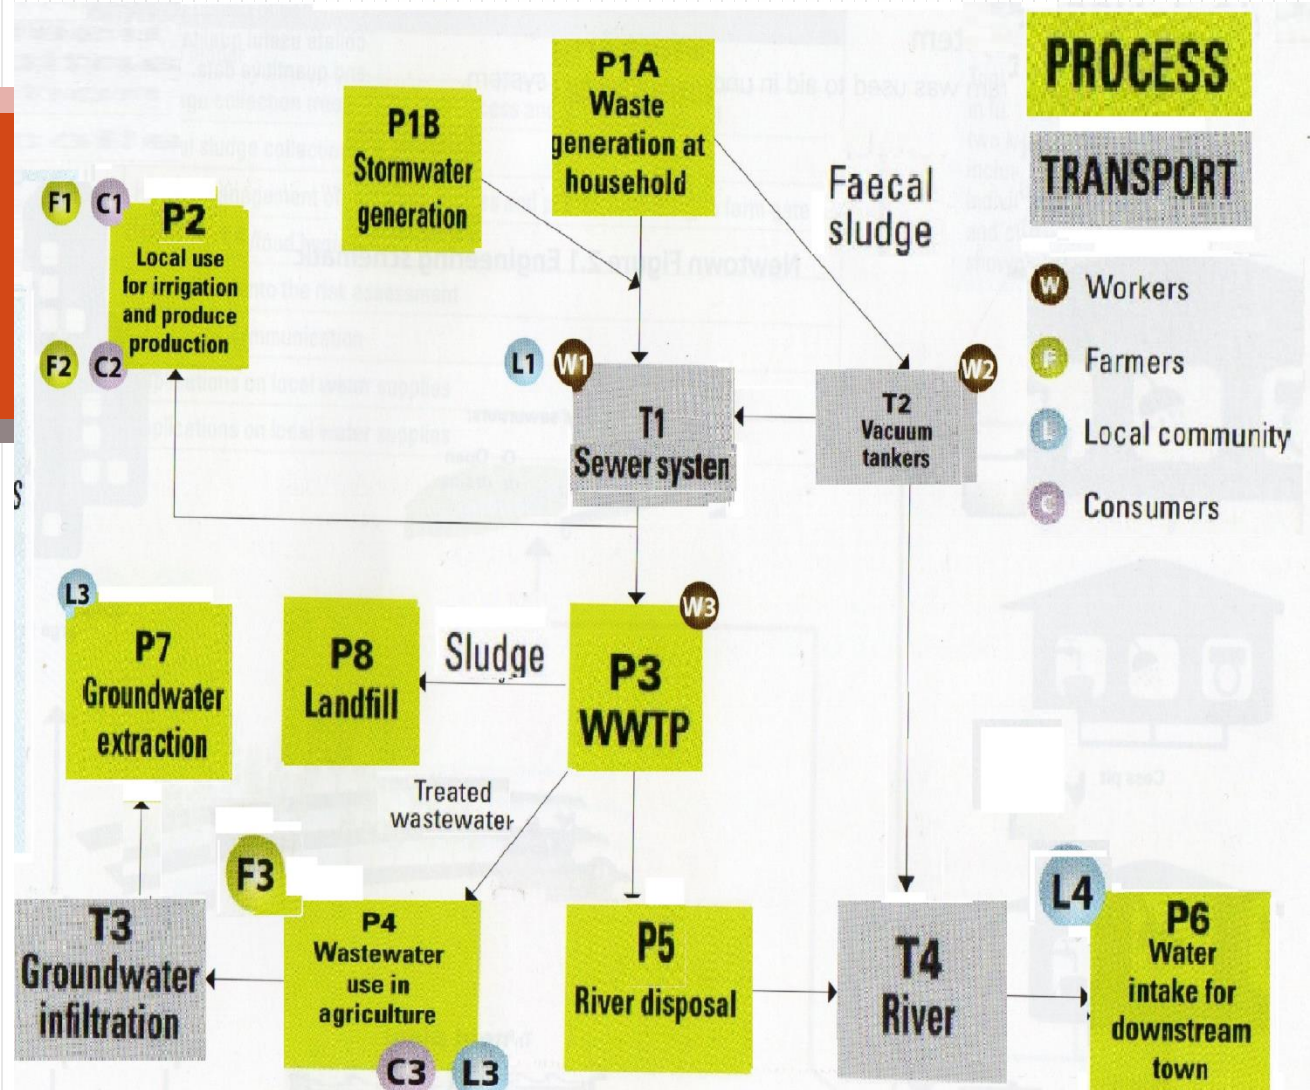 PROCESS
TRANSPORT
W Workers
F Farmers
L Local community
C Consumers
P1A
Waste
generation at
household
P1B
Stormwater
generation
Faecal
sludge
F1
C1
P2
Local use
for irrigation
and produce
production
F2
C2
L1
W1
T1
Sewer systen
W2
T2
Vacuum
tankers
L3
P7
Groundwater
extraction
P8
Landfill
Sludge
W3
P3
WWTP
Treated
wastewater
T3
Groundwater
infiltration
F3
P4
Wastewater
use in
agriculture
C3
L3
P5
River disposal
T4
River
L4
P6
Water
intake for
downstream
town